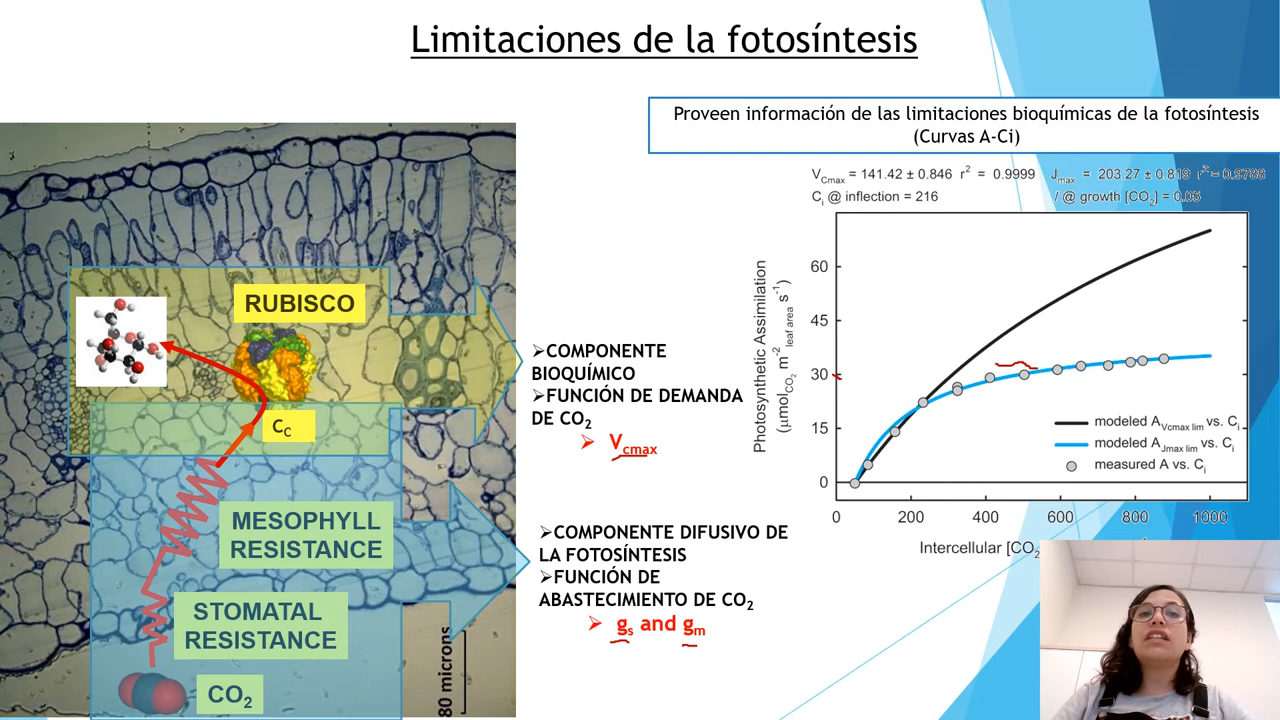 Limitaciones de la fotosíntesis
Proveen información de las limitaciones bioquímicas de la fotosíntesis
(Curvas A-Ci)
RUBISCO
C_C
MESOPHYLL
RESISTANCE
STOMATAL
RESISTANCE
CO₂
80 microns
➢COMPONENTE
BIOQUÍMICO
➢FUNCIÓN DE DEMANDA
DE CO₂
➢ V_cmax
➢COMPONENTE DIFUSIVO DE
LA FOTOSÍNTESIS
➢FUNCIÓN DE
ABASTECIMIENTO DE CO₂
➢ g_s and g_m
V_Cmax = 141.42 ± 0.846 r² = 0.9999 J_max = 203.27 ± 0.819
C_i @ inflection = 216 l @ growth [CO₂] = 0.05
Photosynthetic Assimilation
(μmol_CO₂ m⁻²_leaf area s⁻¹)
60
45
30
15
0
modeled A_Vcmax lim vs. C_i
modeled A_Jmax lim vs. C_i
measured A vs. C_i
0 200 400 600 800 1000
Intercellular [CO₂